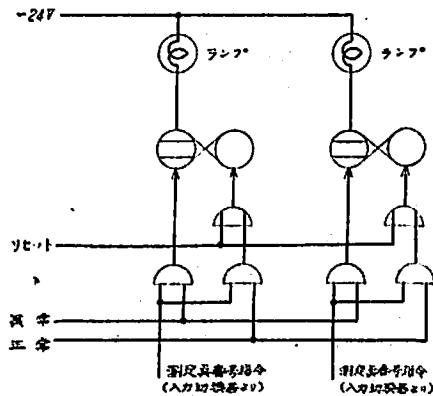 -24V
ランプ
ランプ
リセット
異常
正常
測定点番号指令
(入力切換器より)
測定点番号指令
(入力切換器より)